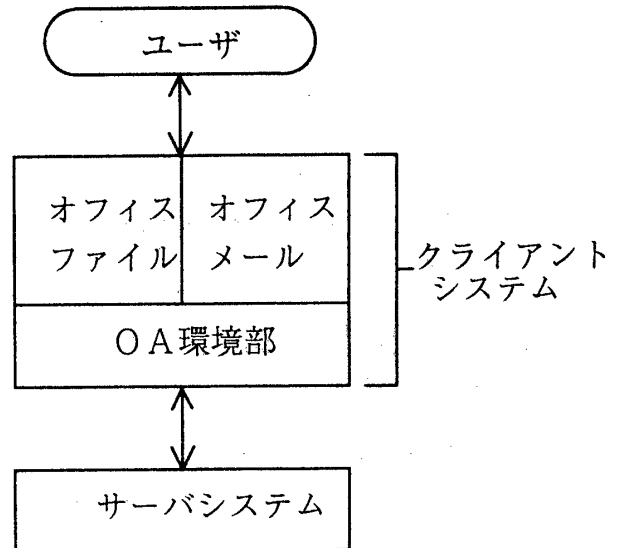 ユーザ
オフィス
ファイル
オフィス
メール
クライアント
システム
ＯＡ環境部
サーバシステム